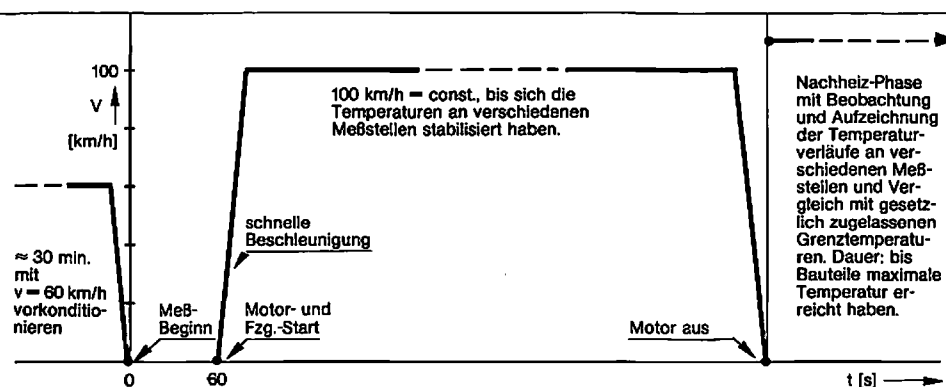 100
V
[km/h]
≈ 30 min.
mit
v = 60 km/h
vorkonditio-
nieren
Meß-
Beginn
schnelle
Beschleunigung
Motor- und
Fzg.-Start
100 km/h = const., bis sich die
Temperaturen an verschiedenen
Meßstellen stabilisiert haben.
Motor aus
Nachheiz-Phase
mit Beobachtung
und Aufzeichnung
der Temperatur-
verläufe an ver-
schiedenen Meß-
stellen und Ver-
gleich mit gesetz-
lich zugelassenen
Grenztemperatu-
ren. Dauer: bis
Bauteile maximale
Temperatur er-
reicht haben.
0
60
t [s]